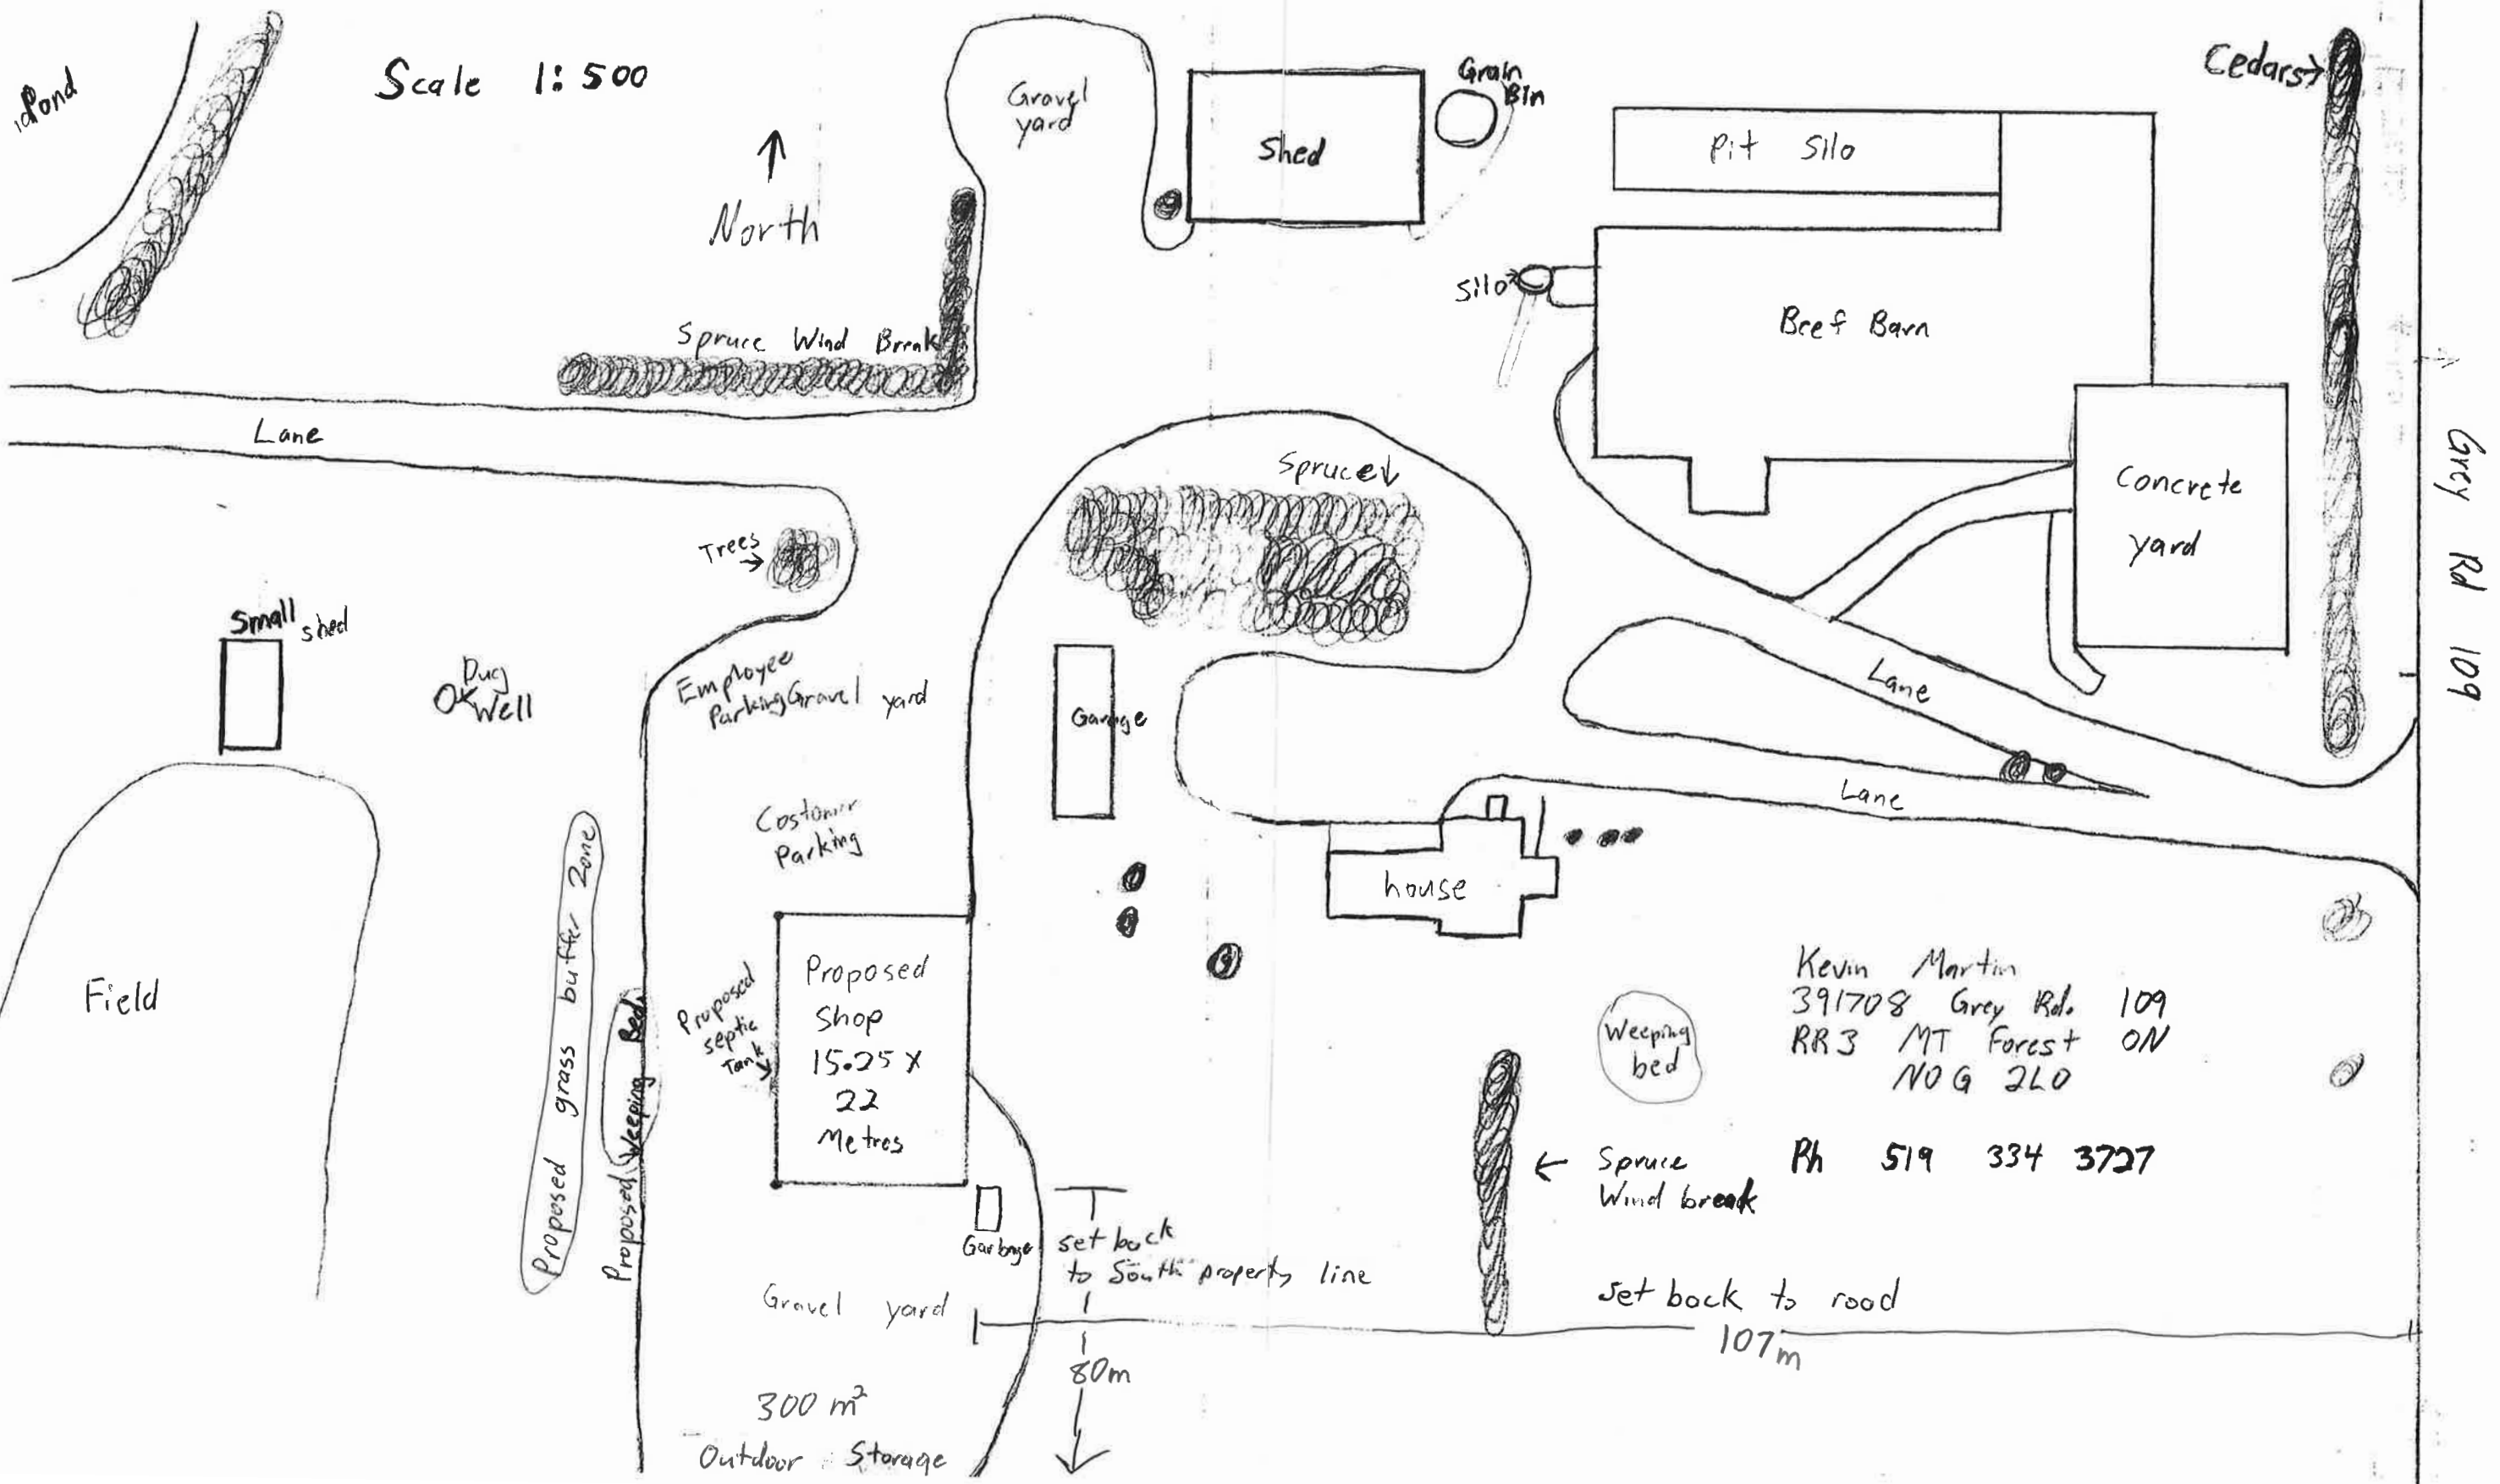 Pond
Scale 1:500
North
Gravel
yard
Shed
Grain
Bin
Pit Silo
Cedars
Silo
Beef Barn
Spruce Wind Break
Lane
Spruce
Concrete
yard
Grey Rd 109
Trees
Small shed
Dug
Well
Employee
Parking Gravel yard
Garage
Lane
Lane
Costomer
Parking
house
Field
Proposed grass buffer zone
Proposed Weeping Bed
Proposed
septic
Tank
Proposed
Shop
15.25 X
22
Metres
Kevin Martin
391708 Grey Rd. 109
RR3 MT Forest ON
N0G 2L0
Weeping
bed
Ph 519 334 3727
Spruce
Wind break
Garbage
set back
to South property line
80m
set back to road
107m
Gravel yard
300 m²
Outdoor Storage